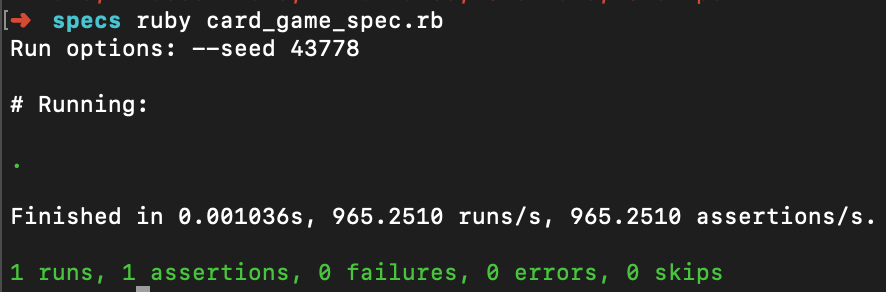 [➜ specs ruby card_game_spec.rb
Run options: --seed 43778
# Running:
.
Finished in 0.001036s, 965.2510 runs/s, 965.2510 assertions/s.
1 runs, 1 assertions, 0 failures, 0 errors, 0 skips